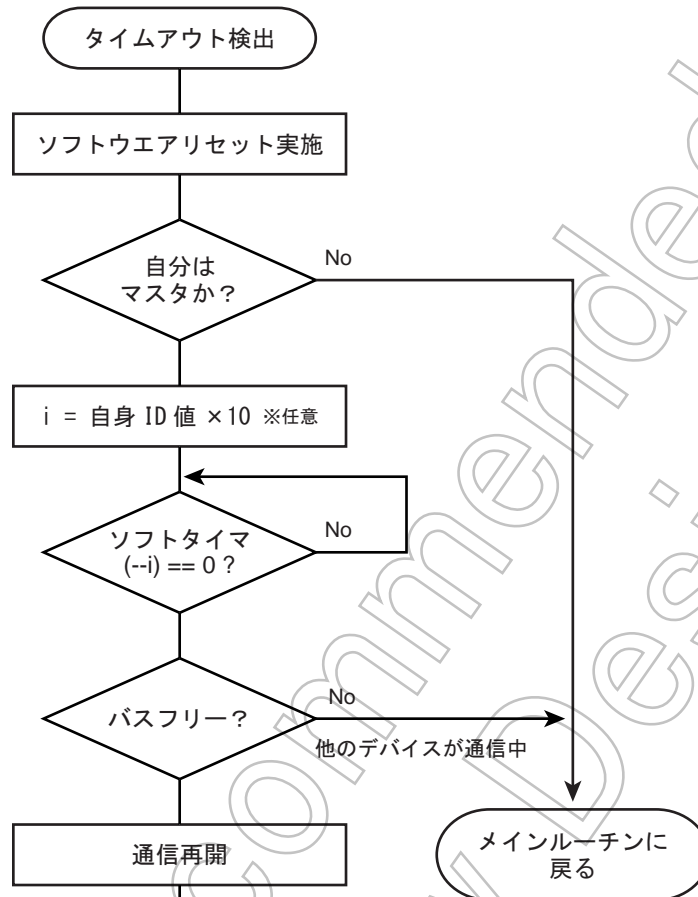 タイムアウト検出
ソフトウエアリセット実施
自分は
マスタか？
No
i = 自身 ID 値 ×10 ※任意
ソフトタイマ
(--i) == 0 ?
No
バスフリー？
No
他のデバイスが通信中
通信再開
メインルーチンに
戻る